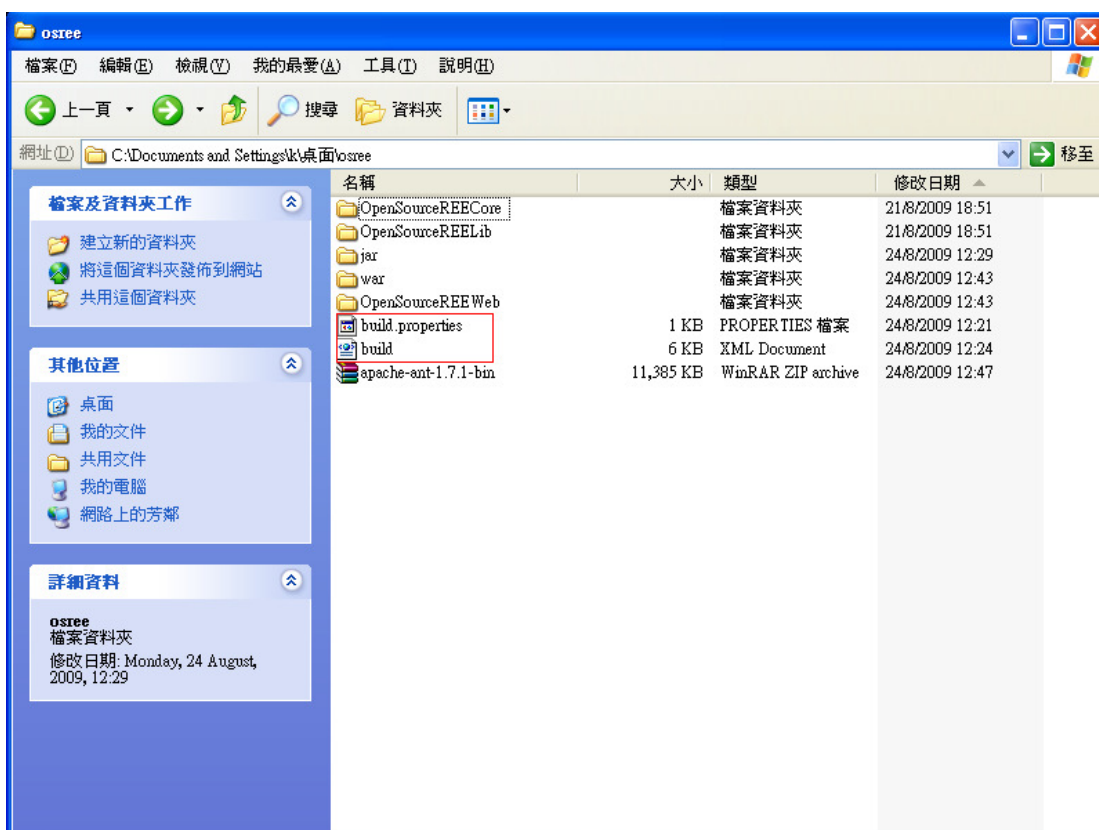 osree
檔案(F) 編輯(E) 檢視(V) 我的最愛(A) 工具(T) 說明(H)
上一頁 搜尋 資料夾
網址(D) C:\Documents and Settings\k\桌面\osree 移至
檔案及資料夾工作
建立新的資料夾
將這個資料夾發佈到網站
共用這個資料夾
其他位置
桌面
我的文件
共用文件
我的電腦
網路上的芳鄰
詳細資料
osree
檔案資料夾
修改日期: Monday, 24 August,
2009, 12:29
名稱 大小 類型 修改日期
OpenSourceREECore 檔案資料夾 21/8/2009 18:51
OpenSourceREELib 檔案資料夾 21/8/2009 18:51
jar 檔案資料夾 24/8/2009 12:29
war 檔案資料夾 24/8/2009 12:43
OpenSourceREEWeb 檔案資料夾 24/8/2009 12:43
build.properties 1 KB PROPERTIES 檔案 24/8/2009 12:21
build 6 KB XML Document 24/8/2009 12:24
apache-ant-1.7.1-bin 11,385 KB WinRAR ZIP archive 24/8/2009 12:47